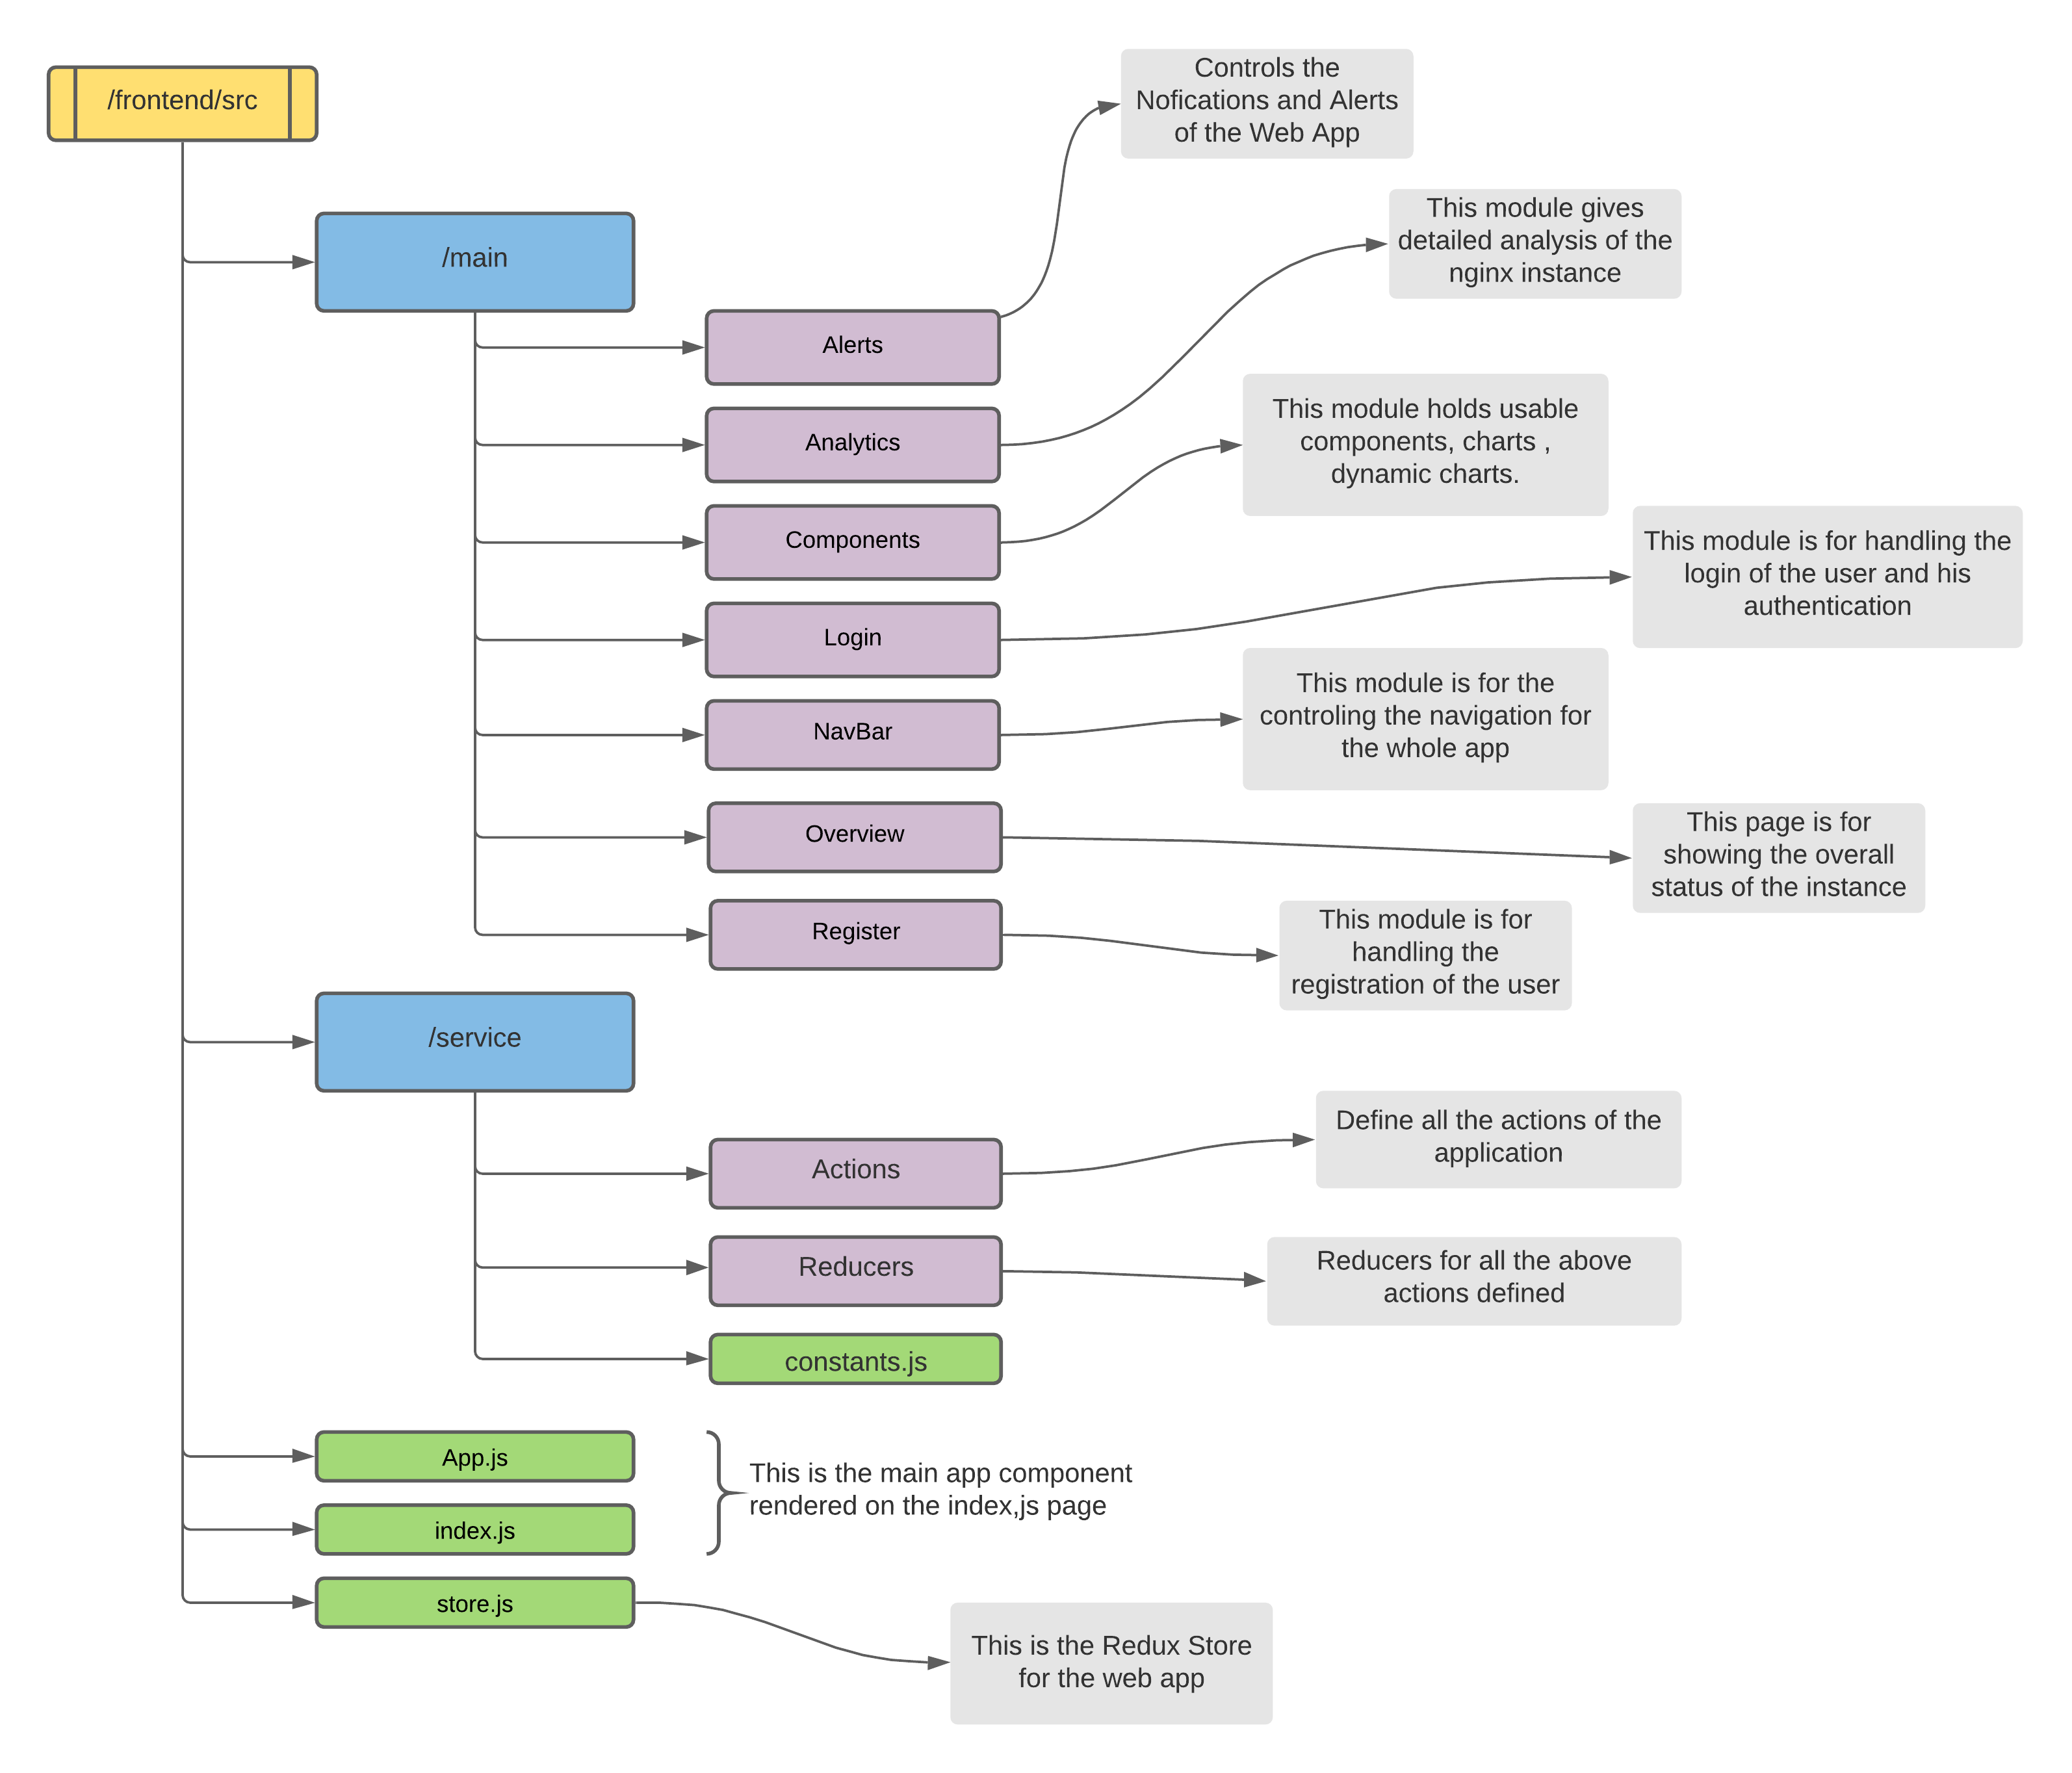 /frontend/src
Controls the
Nofications and Alerts
of the Web App
/main
This module gives
detailed analysis of the
nginx instance
Alerts
Analytics
This module holds usable
components, charts ,
dynamic charts.
Components
This module is for handling the
login of the user and his
authentication
Login
This module is for the
controling the navigation for
the whole app
NavBar
Overview
This page is for
showing the overall
status of the instance
Register
This module is for
handling the
registration of the user
/service
Actions
Define all the actions of the
application
Reducers
Reducers for all the above
actions defined
constants.js
App.js
This is the main app component
rendered on the index,js page
index.js
store.js
This is the Redux Store
for the web app